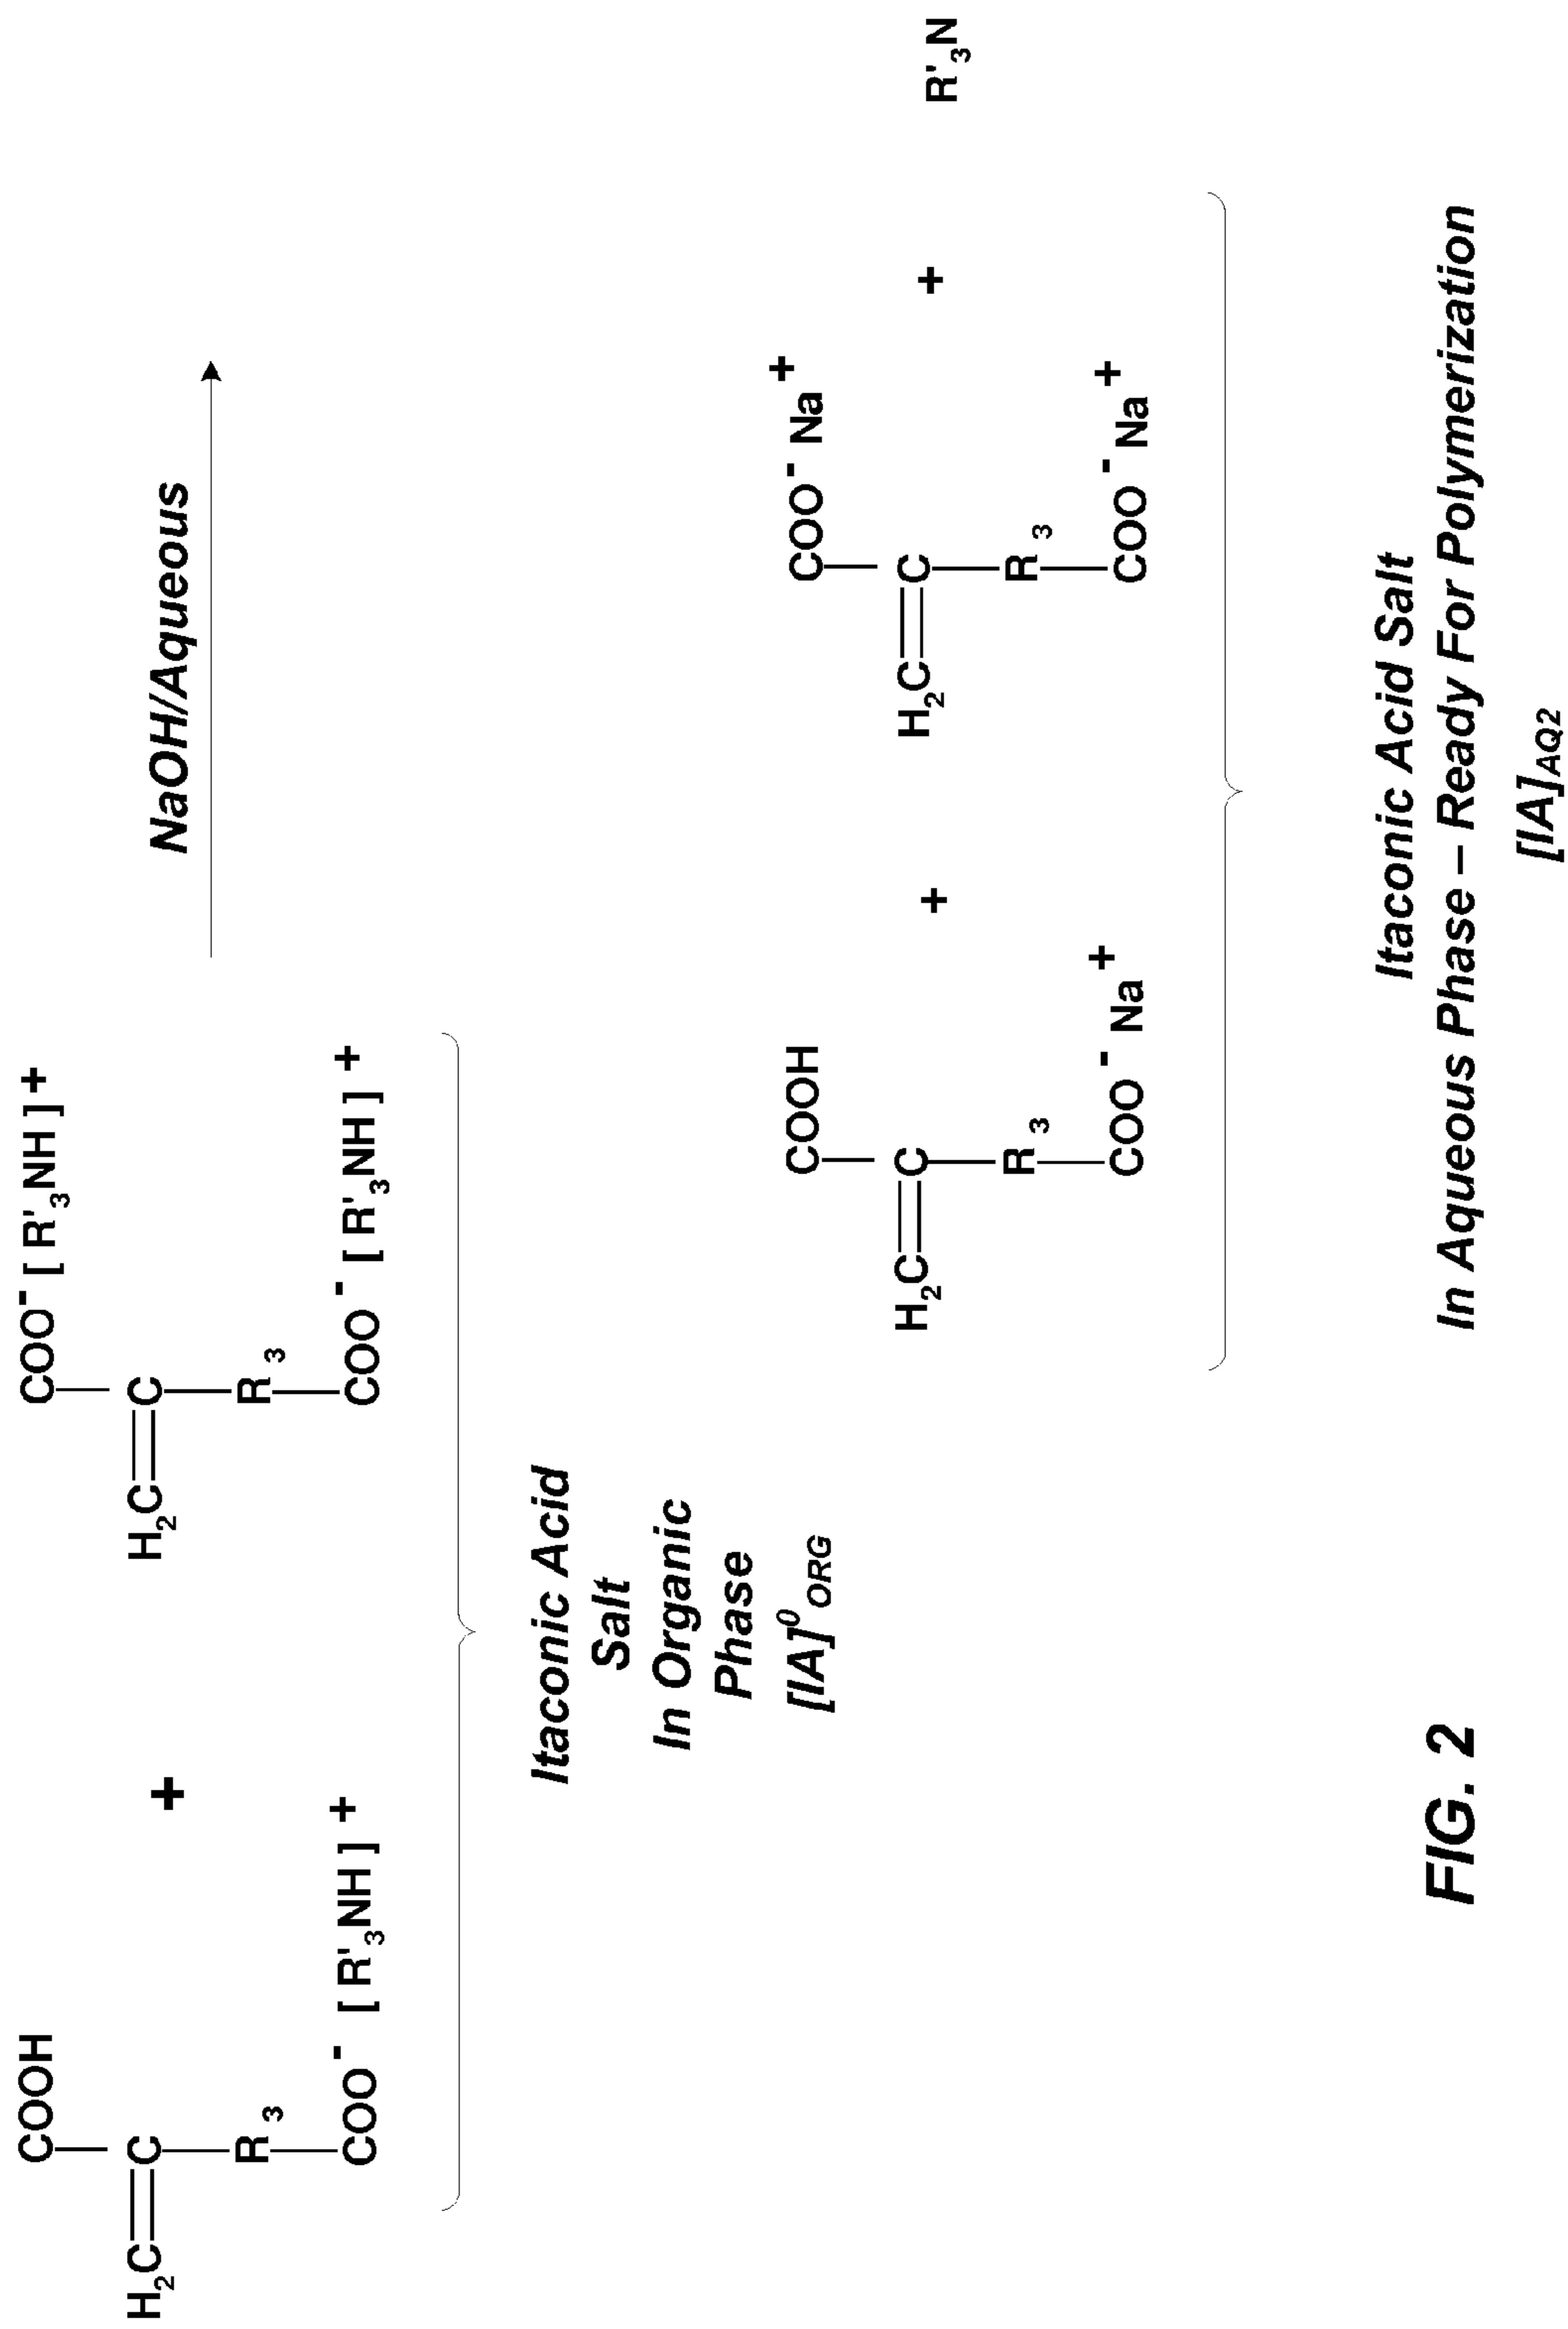 COOH
H2C=C
+
R3
COO- [ R'3NH ]+
COO- [ R'3NH ]+
H2C=C
R3
COO- [ R'3NH ]+
NaOH/Aqueous
Itaconic Acid
Salt
In Organic
Phase
[IA]0ORG
COOH
H2C=C
+
R3
COO- Na+
COO- Na+
H2C=C
+
R3
COO- Na+
R'3N
Itaconic Acid Salt
In Aqueous Phase – Ready For Polymerization
[IA]AQ2
FIG. 2